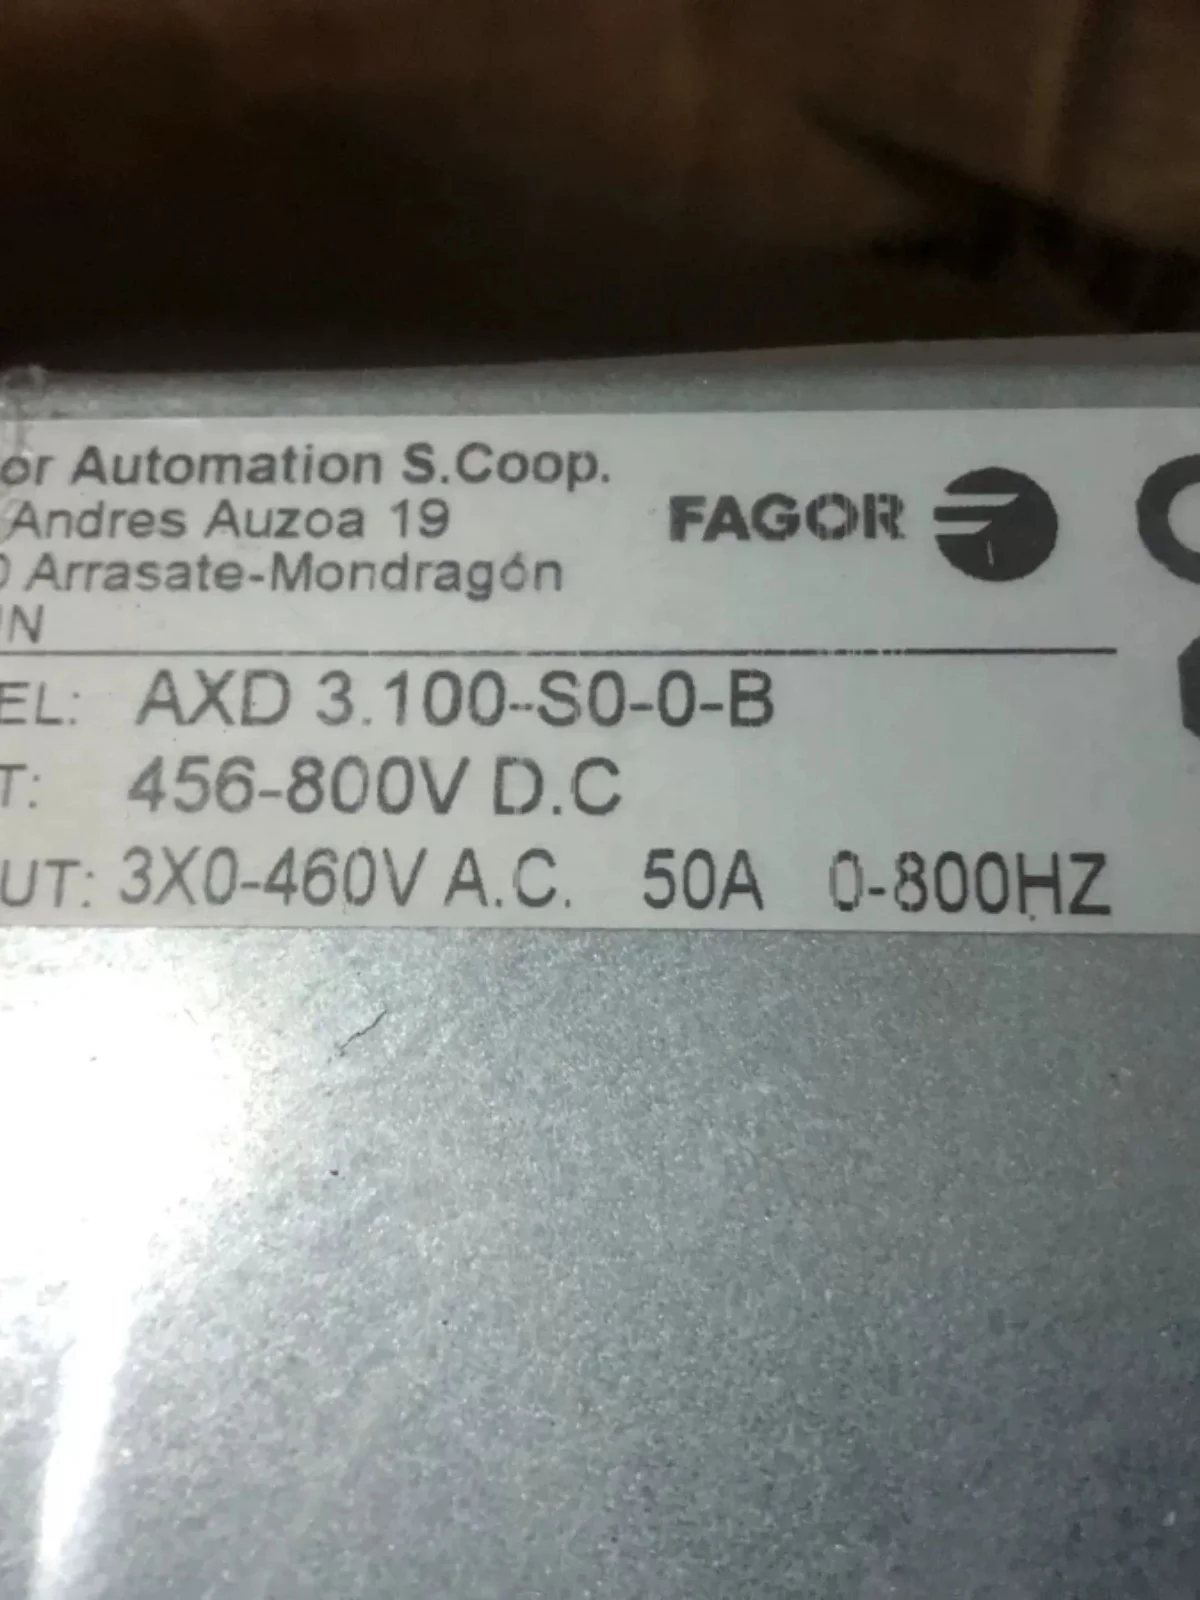 or Automation S.Coop.
Andres Auzoa 19
Arrasate-Mondragón
IN
FAGOR
EL: AXD 3.100-S0-0-B
T: 456-800V D.C
UT: 3X0-460V A.C. 50A 0-800HZ